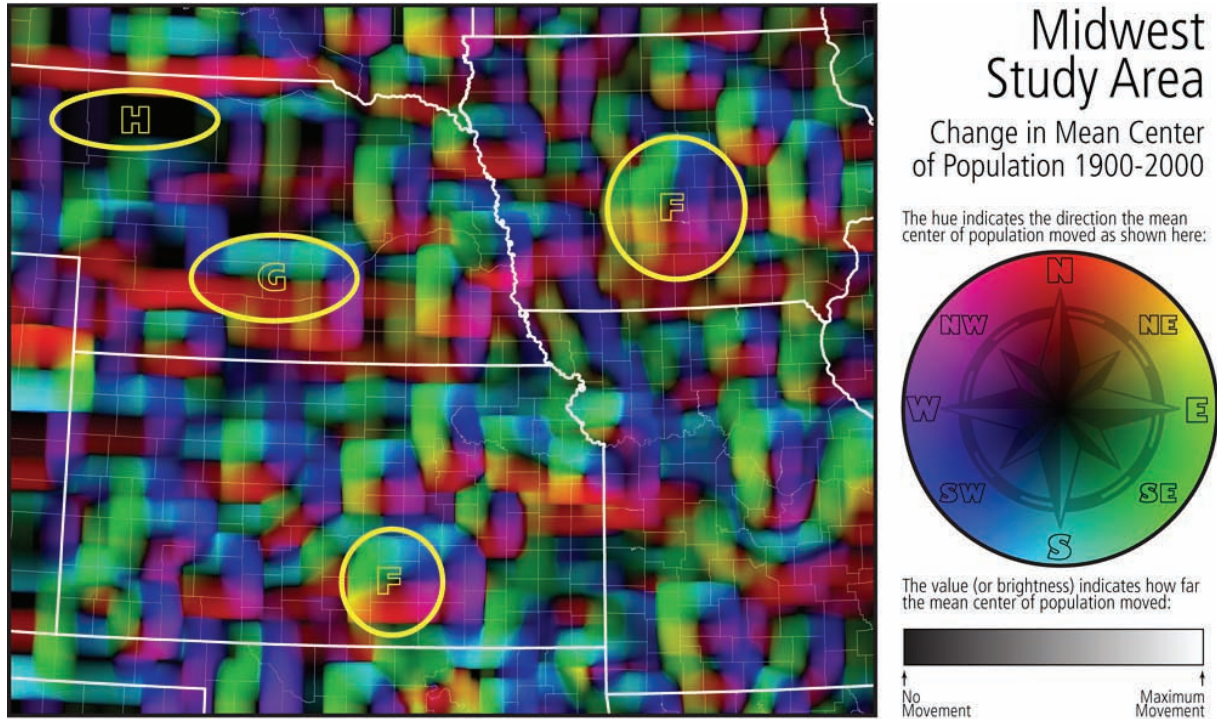 Midwest
Study Area
Change in Mean Center
of Population 1900-2000
The hue indicates the direction the mean
center of population moved as shown here:
N
NW
NE
W
E
SW
SE
S
The value (or brightness) indicates how far
the mean center of population moved:
No
Movement
Maximum
Movement
H
F
G
F